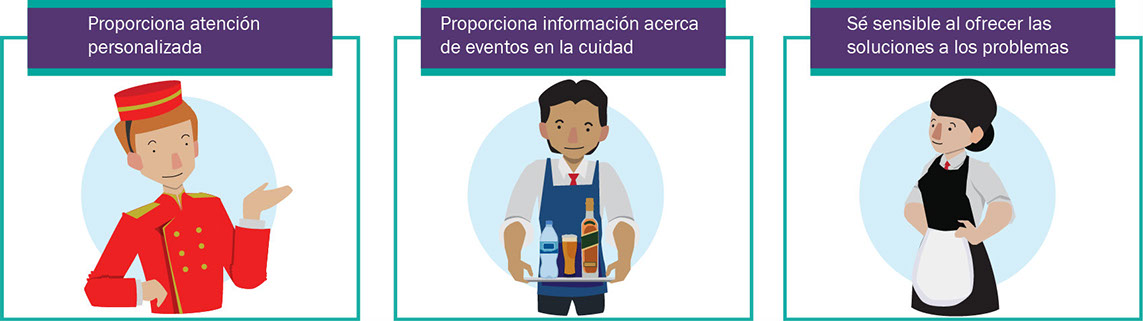 Proporciona atención
personalizada
Proporciona información acerca
de eventos en la cuidad
Sé sensible al ofrecer las
soluciones a los problemas